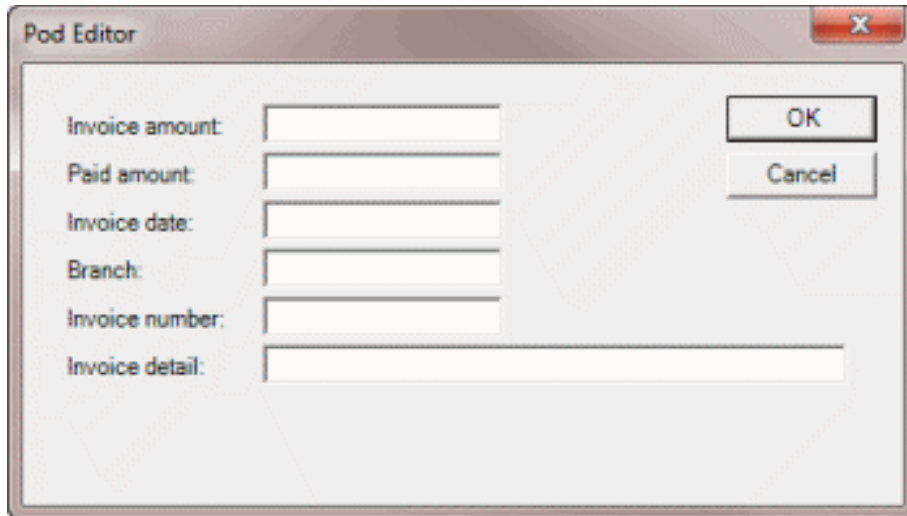 Pod Editor
Invoice amount:
OK
Paid amount:
Cancel
Invoice date:
Branch:
Invoice number:
Invoice detail: